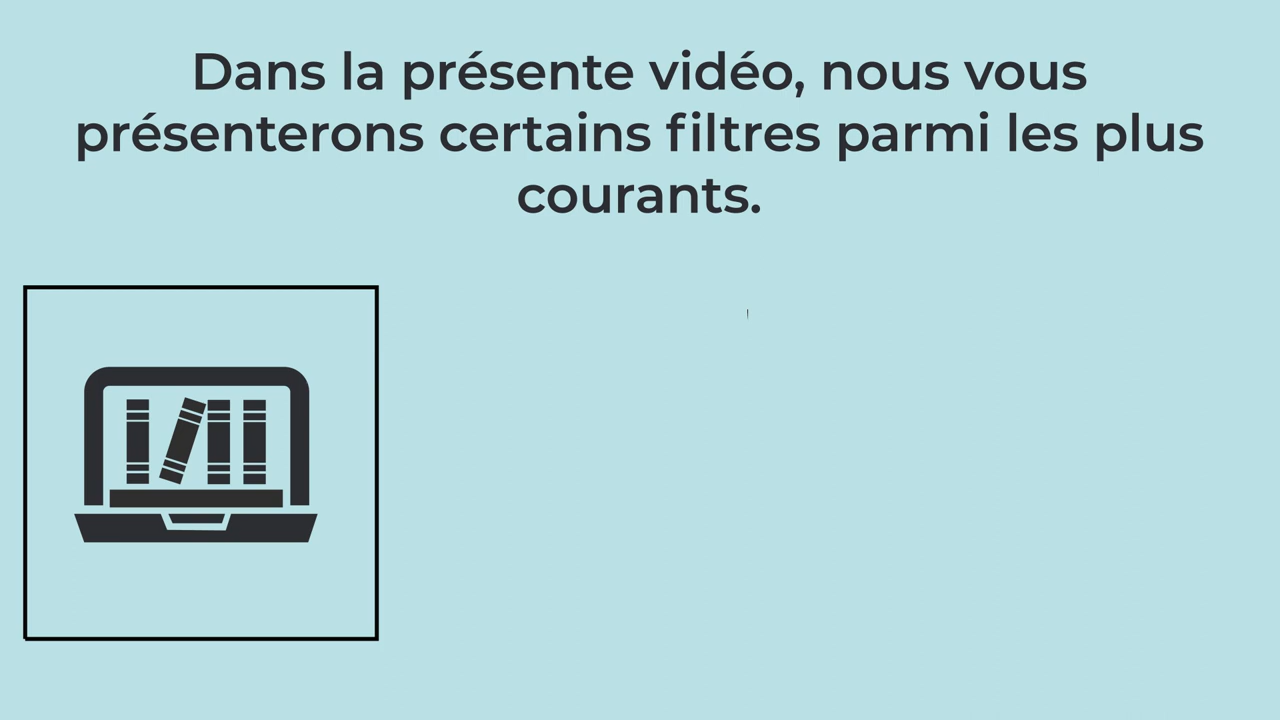 Dans la présente vidéo, nous vous
présenterons certains filtres parmi les plus
courants.